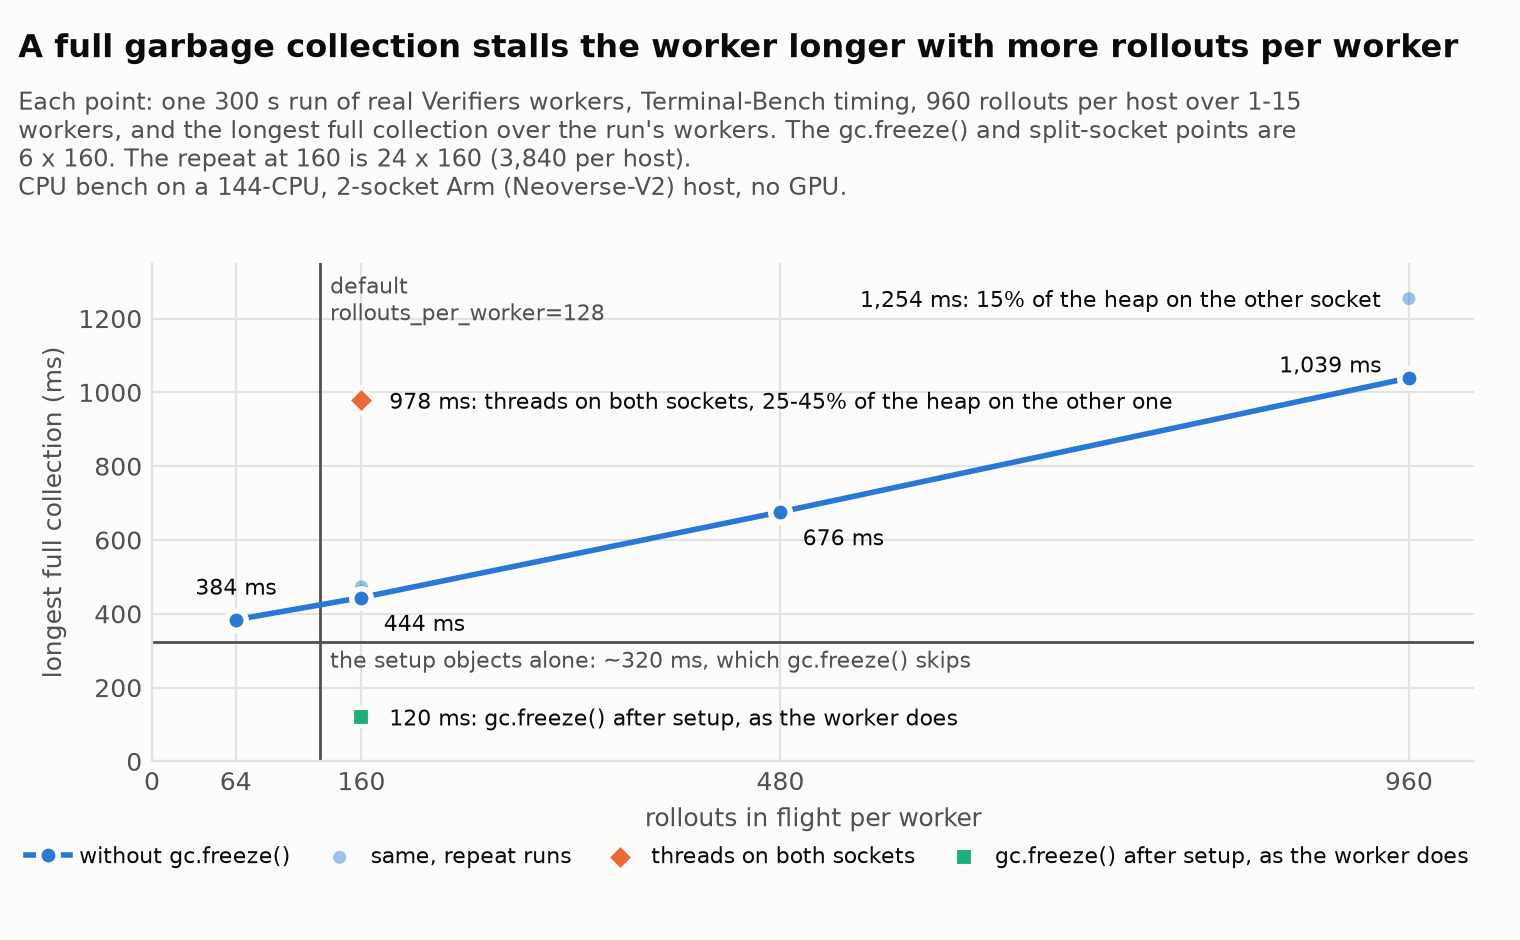 A full garbage collection stalls the worker longer with more rollouts per worker
Each point: one 300 s run of real Verifiers workers, Terminal-Bench timing, 960 rollouts per host over 1-15
workers, and the longest full collection over the run's workers. The gc.freeze() and split-socket points are
6 x 160. The repeat at 160 is 24 x 160 (3,840 per host).
CPU bench on a 144-CPU, 2-socket Arm (Neoverse-V2) host, no GPU.
default
rollouts_per_worker=128
1,254 ms: 15% of the heap on the other socket
1,039 ms
978 ms: threads on both sockets, 25-45% of the heap on the other one
676 ms
384 ms
444 ms
the setup objects alone: ~320 ms, which gc.freeze() skips
120 ms: gc.freeze() after setup, as the worker does
longest full collection (ms)
1200
1000
800
600
400
200
0
0 64 160 480 960
rollouts in flight per worker
without gc.freeze() same, repeat runs threads on both sockets gc.freeze() after setup, as the worker does